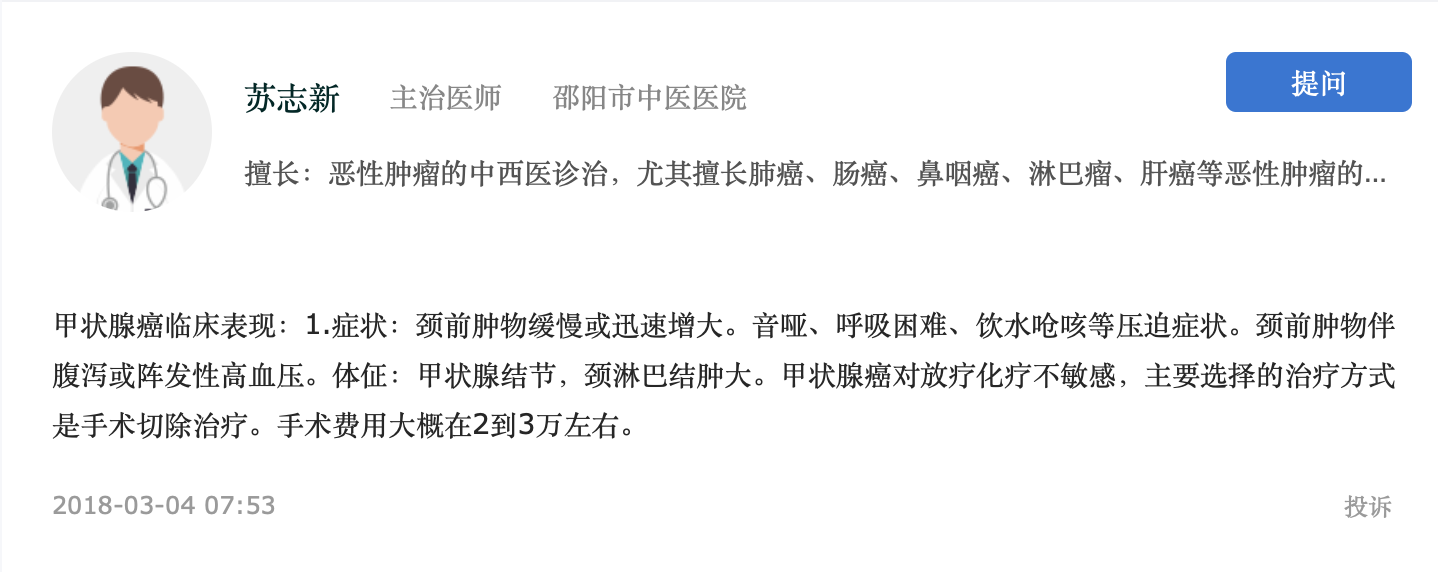 苏志新 主治医师 邵阳市中医医院 提问
擅长：恶性肿瘤的中西医诊治，尤其擅长肺癌、肠癌、鼻咽癌、淋巴瘤、肝癌等恶性肿瘤的...
甲状腺癌临床表现：1.症状：颈前肿物缓慢或迅速增大。音哑、呼吸困难、饮水呛咳等压迫症状。颈前肿物伴
腹泻或阵发性高血压。体征：甲状腺结节，颈淋巴结肿大。甲状腺癌对放疗化疗不敏感，主要选择的治疗方式
是手术切除治疗。手术费用大概在2到3万左右。
2018-03-04 07:53 投诉